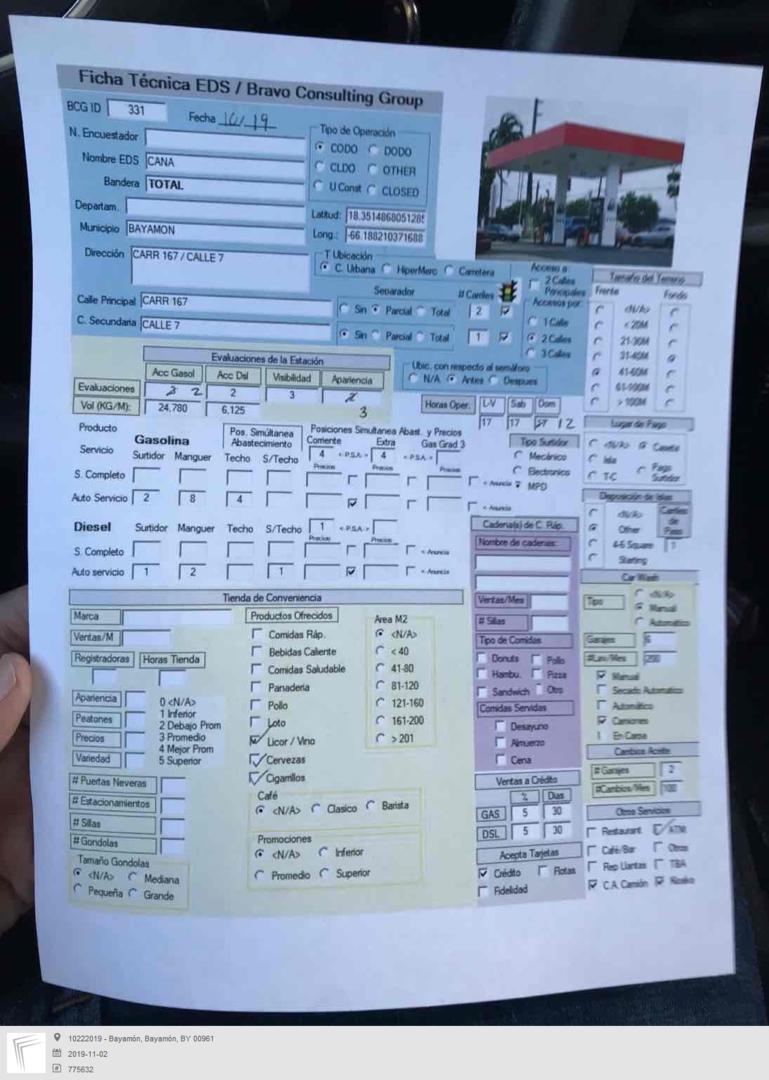 Ficha Técnica EDS / Bravo Consulting Group
BCG ID 331 Fecha 10/19
N. Encuestador
Nombre EDS CANA
Bandera TOTAL
Departam.
Municipio BAYAMON
Dirección CARR 167 / CALLE 7
Calle Principal CARR 167
C. Secundaria CALLE 7
Tipo de Operación
CODO DODO
CLDO OTHER
U Const CLOSED
Latitud: 18.3514868051285
Long.: -66.188210371688
T Ubicación
C. Urbana HiperMerc Carretera
Separador # Carriles
Sin Parcial Total 2
Sin Parcial Total 1
Acceso a:
2 Calles
Principales
Accesos por:
1 Calle
2 Calles
3 Calles
Ubic. con respecto al semáforo
N/A Antes Despues
Tamaño del Terreno
Frente Fondo
<N/A>
< 20M
21-30M
31-40M
41-60M
61-100M
> 100M
Evaluaciones de la Estación
Acc Gasol Acc Dsl Visibilidad Apariencia
Evaluaciones 2 2 3 3
Vol (KG/M): 24,780 6,125
Horas Oper. L-V Sab Dom
17 17 12
Lugar de Pago
<N/A> Caseta
Isla Pago
T-C Surtidor
Producto
Servicio
Gasolina
Surtidor Manguer
Pos. Simúltanea
Abastecimiento
Techo S/Techo
Posiciones Simultanea Abast. y Precios
Corriente Extra Gas Grad 3
4 < P.S.A.> 4 < P.S.A.>
Precios Precios Precios
S. Completo < Anuncia
Auto Servicio 2 8 4 < Anuncia
Tipo Surtidor
Mecánico
Electronico
MPD
Disposición de Islas
<N/A>
Other
4-6 Square
Starting
Carriles
de
Paso
1
Diesel Surtidor Manguer Techo S/Techo 1 < P.S.A.>
Precios Precios
S. Completo < Anuncia
Auto servicio 1 2 1 < Anuncia
Cadena(s) de C. Ráp.
Nombre de cadenas:
Ventas/Mes
# Sillas
Tipo de Comidas
Donuts Pollo
Hambu. Pizza
Sandwich Otro
Comidas Servidas
Desayuno
Almuerzo
Cena
Car Wash
Tipo
<N/A>
Manual
Automático
Garajes 6
#Lav/Mes 200
Manual
Secado Automatico
Automático
Camiones
En Carpa
Cambios Aceite
# Garajes 2
#Cambios/Mes 100
Otros Servicios
Restaurant ATM
Café/Bar Otros
Rep Llantas TBA
C.A. Camión Kiosko
Tienda de Conveniencia
Marca
Ventas/M
Registradoras Horas Tienda
Apariencia
Peatones
Precios
Variedad
0 <N/A>
1 Inferior
2 Debajo Prom
3 Promedio
4 Mejor Prom
5 Superior
# Puertas Neveras
# Estacionamientos
# Sillas
# Gondolas
Tamaño Gondolas
<N/A> Mediana
Pequeña Grande
Productos Ofrecidos
Comidas Ráp.
Bebidas Caliente
Comidas Saludable
Panaderia
Pollo
Loto
Licor / Vino
Cervezas
Cigarrillos
Area M2
<N/A>
< 40
41-80
81-120
121-160
161-200
> 201
Café
<N/A> Clasico Barista
Promociones
<N/A> Inferior
Promedio Superior
Ventas a Crédito
% Dias
GAS 5 30
DSL 5 30
Acepta Tarjetas
Crédito Flotas
Fidelidad
10222019 - Bayamón, Bayamón, BY 00961
2019-11-02
775632